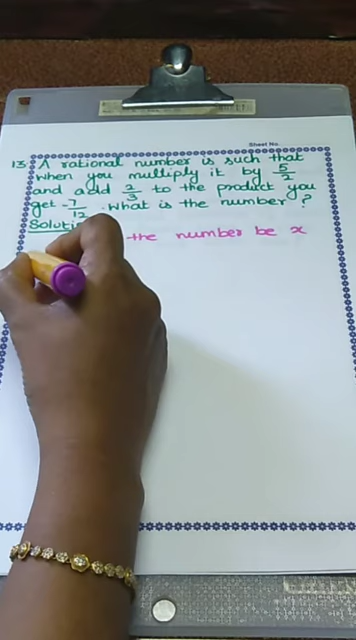 Sheet No.
13. A rational number is such that
when you multiply it by 5/2
and add 2/3 to the product you
get -7/12. What is the number?
the number be x